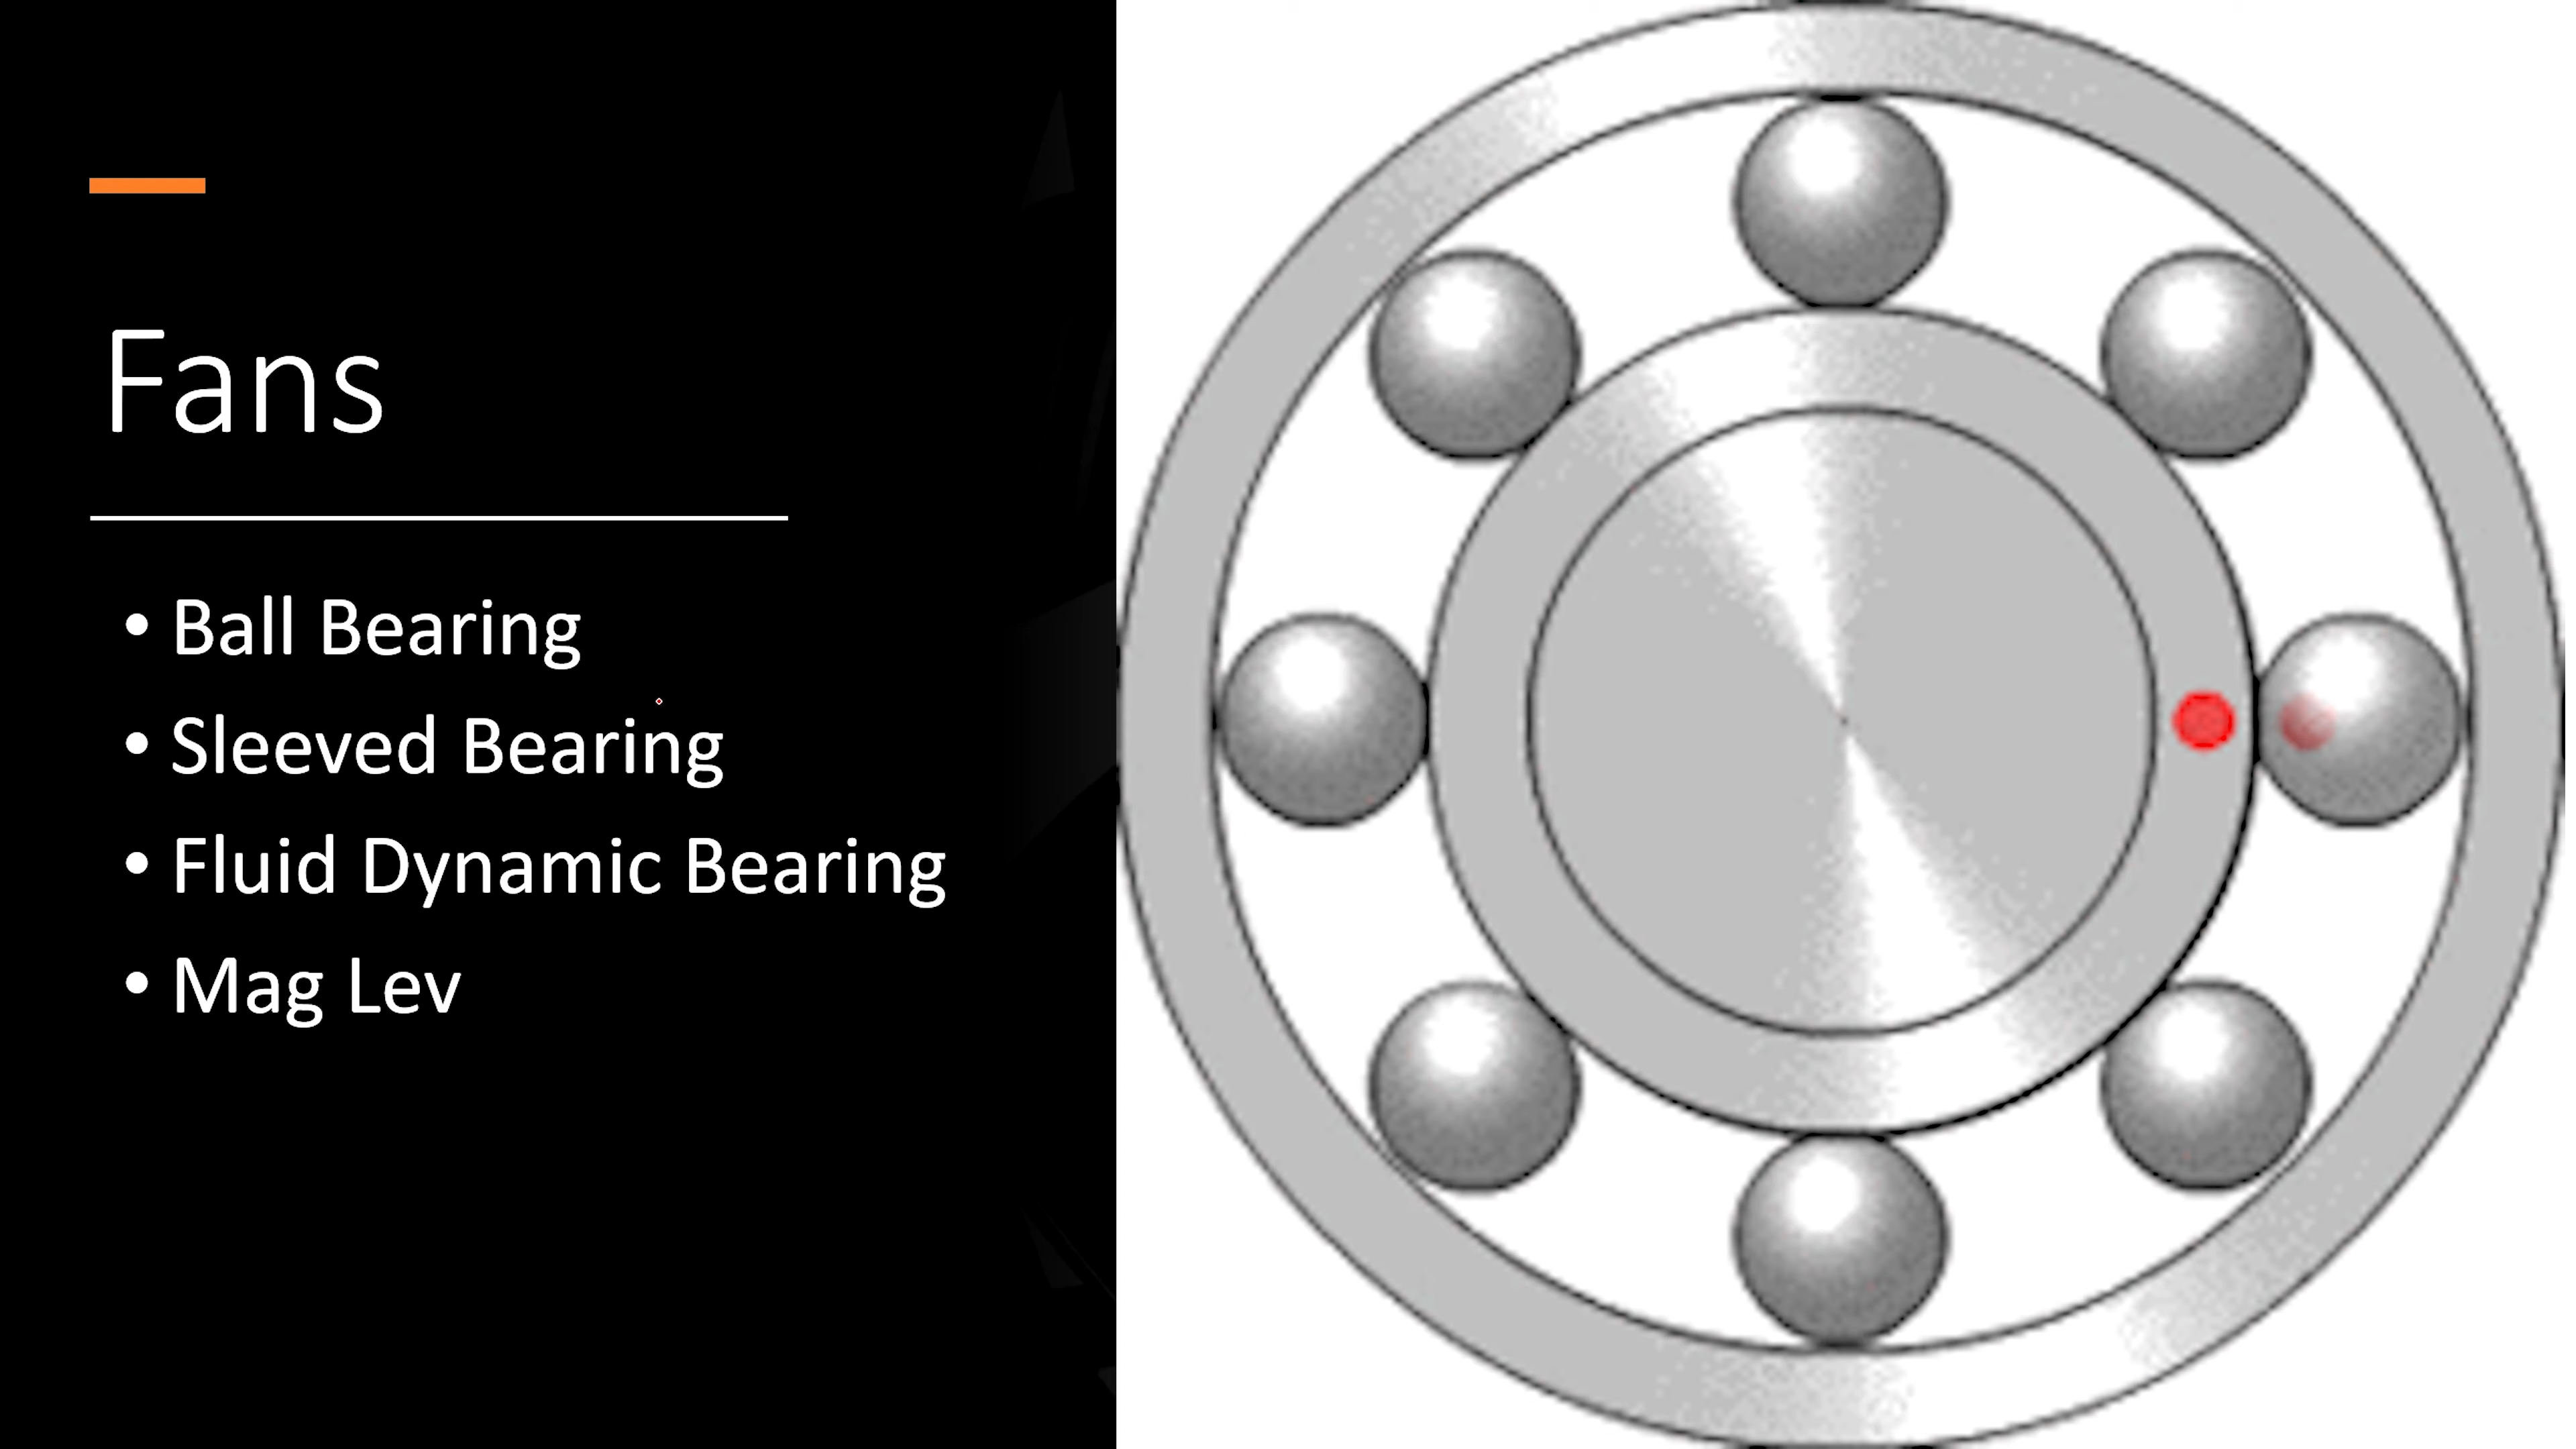 Fans
• Ball Bearing
• Sleeved Bearing
• Fluid Dynamic Bearing
• Mag Lev